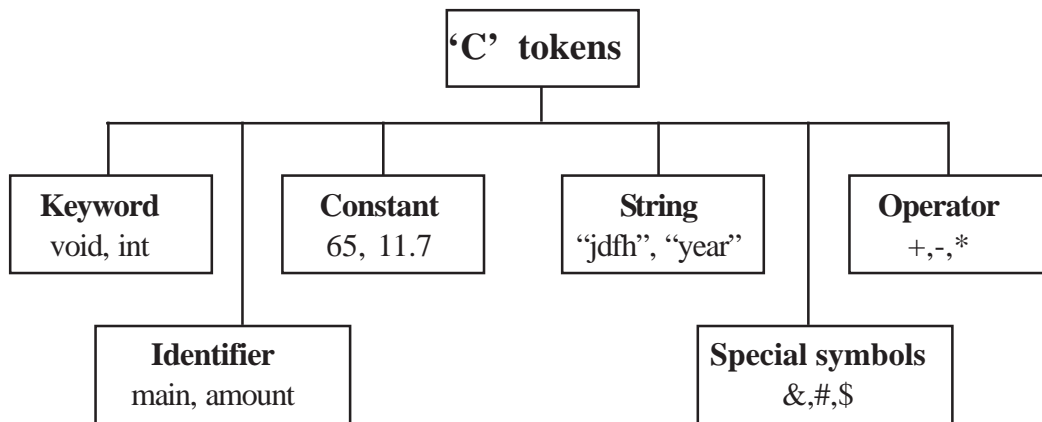 ‘C’ tokens
Keyword
void, int
Constant
65, 11.7
String
“jdfh”, “year”
Operator
+,-,*
Identifier
main, amount
Special symbols
&,#,$